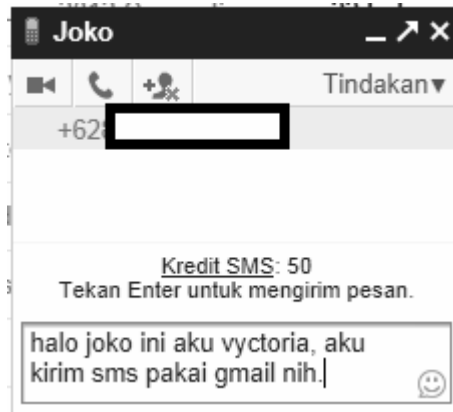 Joko
Tindakan▾
+628
Kredit SMS: 50
Tekan Enter untuk mengirim pesan.
halo joko ini aku vyctoria, aku
kirim sms pakai gmail nih.